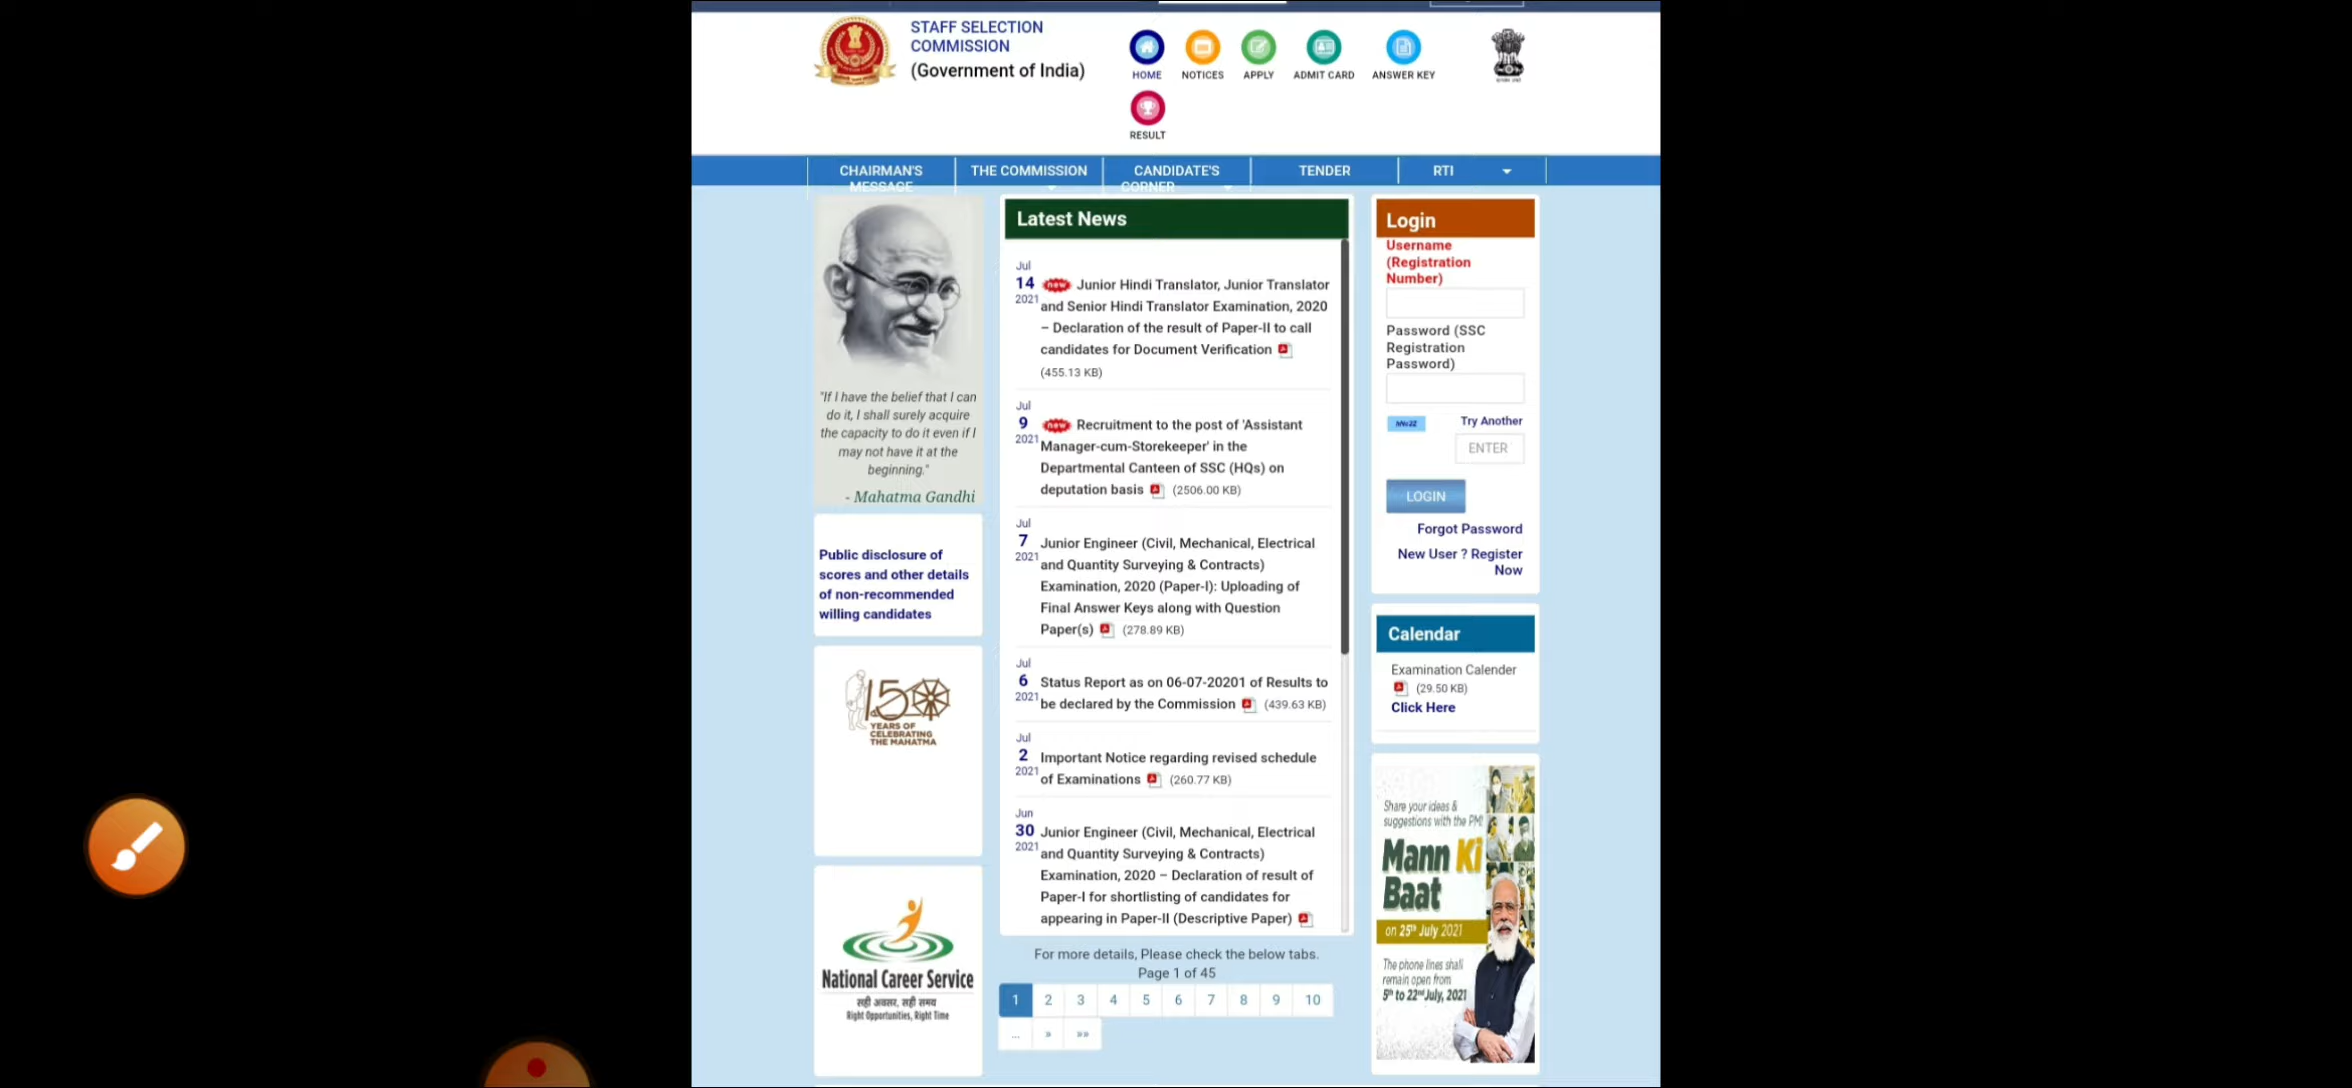 STAFF SELECTION
COMMISSION
(Government of India)
HOME
NOTICES
APPLY
ADMIT CARD
ANSWER KEY
RESULT
CHAIRMAN'S
MESSAGE
THE COMMISSION
CANDIDATE'S
CORNER
TENDER
RTI
"If I have the belief that I can
do it, I shall surely acquire
the capacity to do it even if I
may not have it at the
beginning."
- Mahatma Gandhi
Public disclosure of
scores and other details
of non-recommended
willing candidates
150
YEARS OF
CELEBRATING
THE MAHATMA
National Career Service
सही अवसर, सही समय
Right Opportunities, Right Time
Latest News
Jul
14
2021
new Junior Hindi Translator, Junior Translator
and Senior Hindi Translator Examination, 2020
– Declaration of the result of Paper-II to call
candidates for Document Verification
(455.13 KB)
Jul
9
2021
new Recruitment to the post of 'Assistant
Manager-cum-Storekeeper' in the
Departmental Canteen of SSC (HQs) on
deputation basis (2506.00 KB)
Jul
7
2021
Junior Engineer (Civil, Mechanical, Electrical
and Quantity Surveying & Contracts)
Examination, 2020 (Paper-I): Uploading of
Final Answer Keys along with Question
Paper(s) (278.89 KB)
Jul
6
2021
Status Report as on 06-07-20201 of Results to
be declared by the Commission (439.63 KB)
Jul
2
2021
Important Notice regarding revised schedule
of Examinations (260.77 KB)
Jun
30
2021
Junior Engineer (Civil, Mechanical, Electrical
and Quantity Surveying & Contracts)
Examination, 2020 – Declaration of result of
Paper-I for shortlisting of candidates for
appearing in Paper-II (Descriptive Paper)
For more details, Please check the below tabs.
Page 1 of 45
1 2 3 4 5 6 7 8 9 10
... » »»
Login
Username
(Registration
Number)
Password (SSC
Registration
Password)
Try Another
ENTER
LOGIN
Forgot Password
New User ? Register
Now
Calendar
Examination Calender
(29.50 KB)
Click Here
Share your ideas &
suggestions with the PM!
Mann Ki
Baat
on 25th July 2021
The phone lines shall
remain open from
5th to 22nd July, 2021